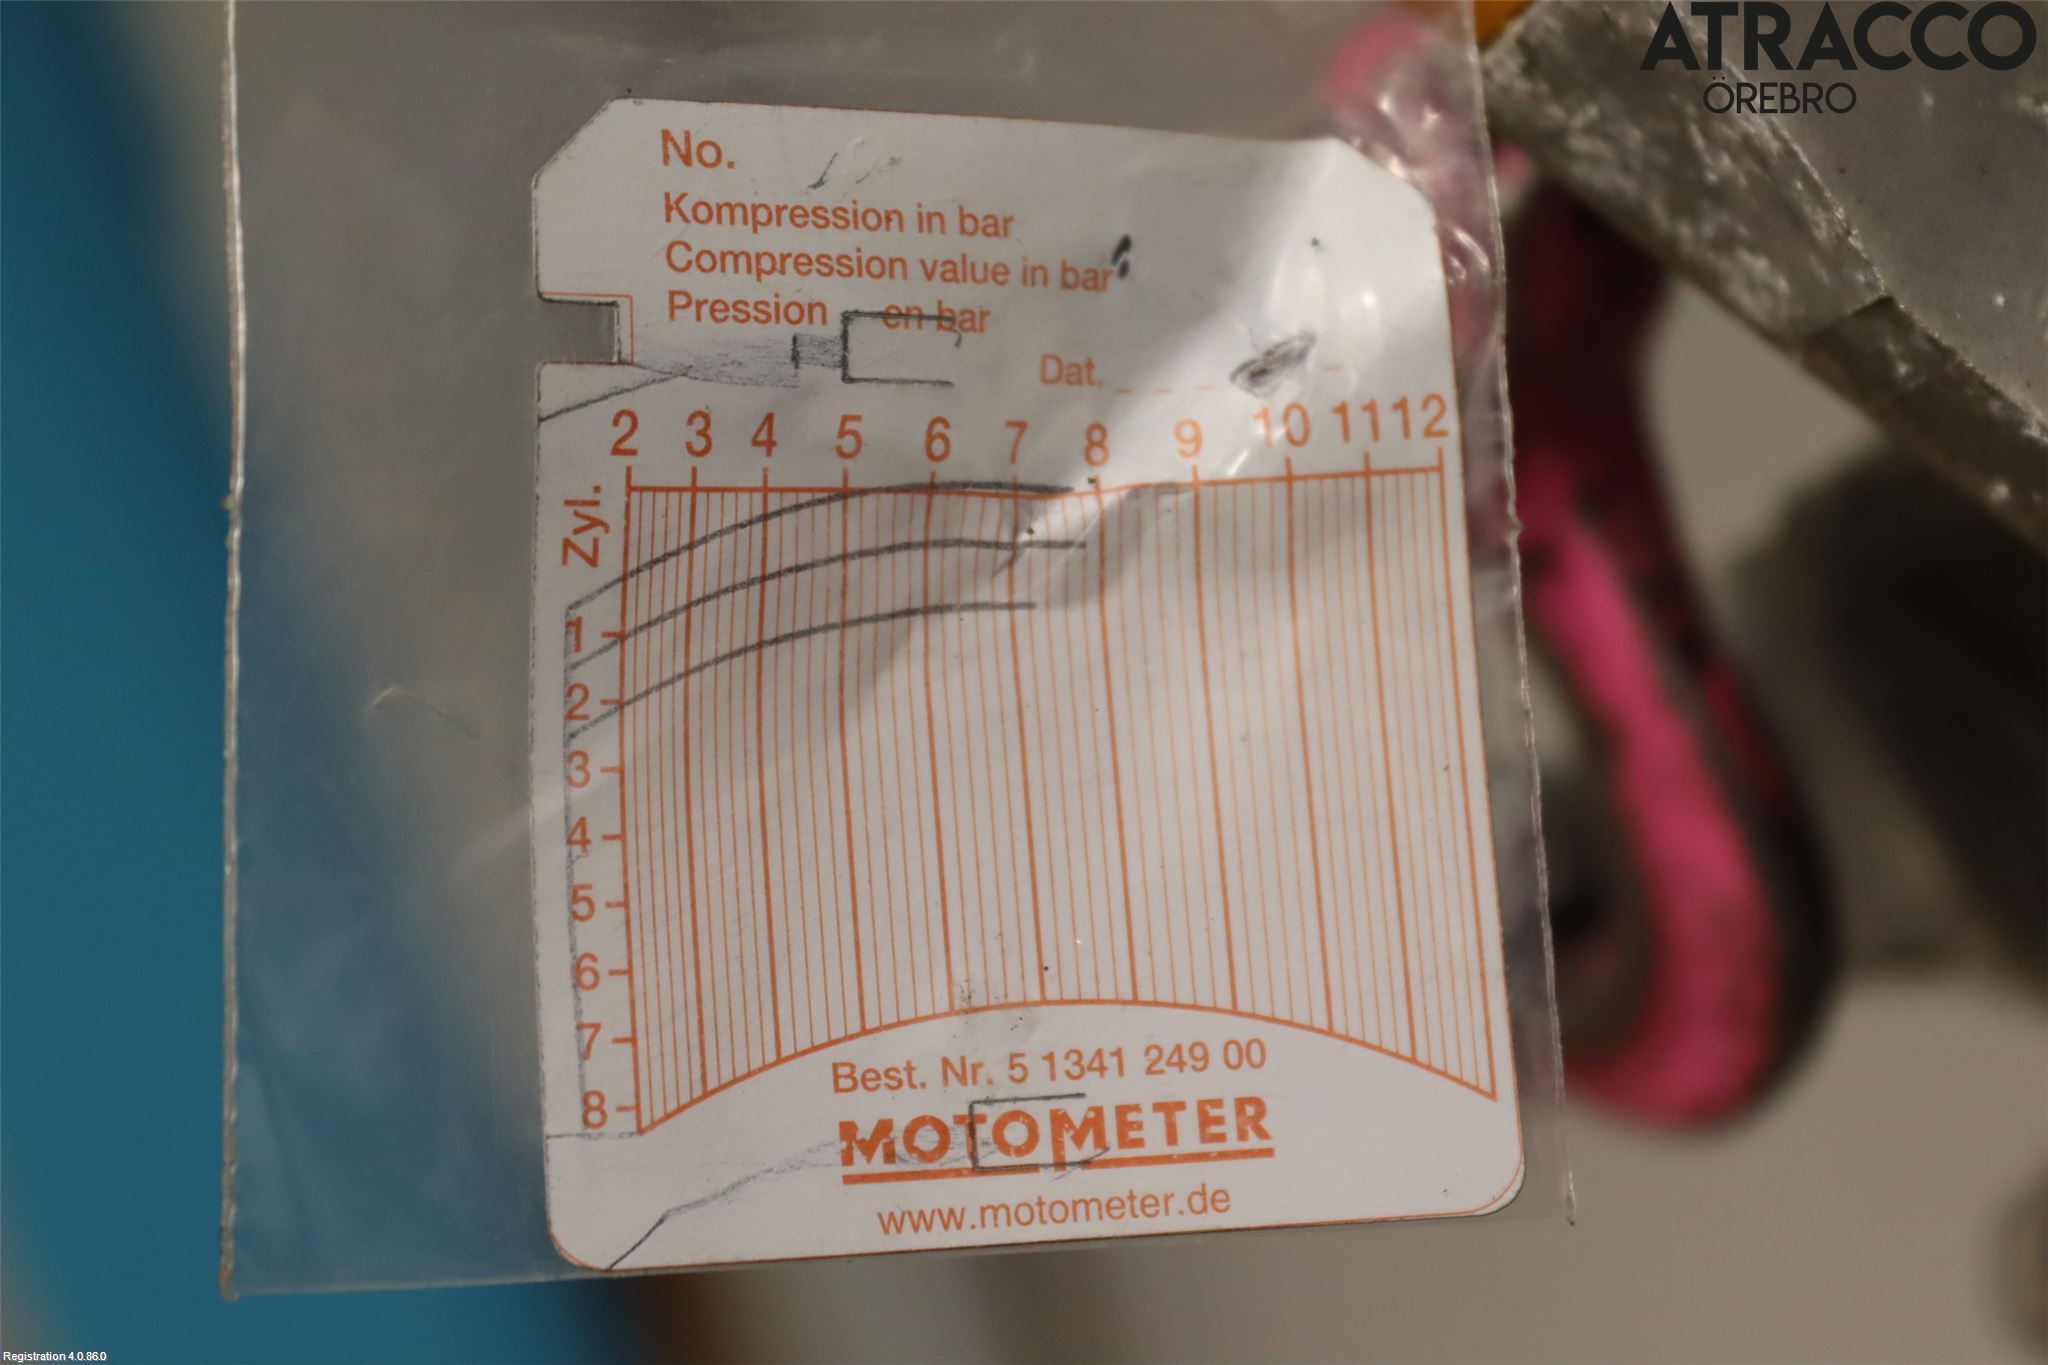 ATRACCO
ÖREBRO
No.
Kompression in bar
Compression value in bar
Pression en bar
Dat.
2 3 4 5 6 7 8 9 10 11 12
Zyl.
1
2
3
4
5
6
7
8
Best. Nr. 5 1341 249 00
MOTOMETER
www.motometer.de
Registration 4.0.86.0